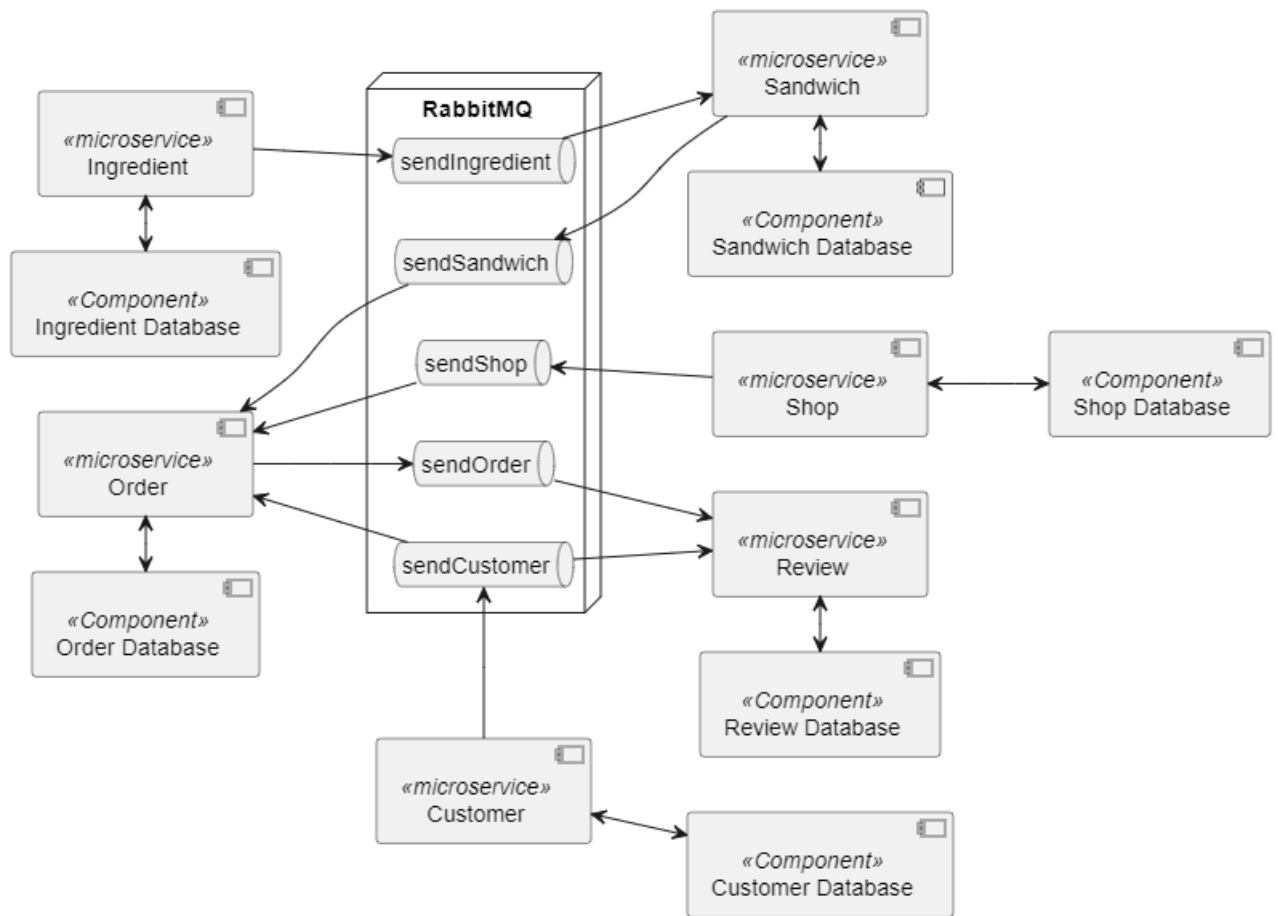 «microservice»
Sandwich
RabbitMQ
«microservice»
Ingredient
sendIngredient
«Component»
Sandwich Database
sendSandwich
«Component»
Ingredient Database
sendShop
«microservice»
Shop
«Component»
Shop Database
«microservice»
Order
sendOrder
«microservice»
Review
sendCustomer
«Component»
Order Database
«Component»
Review Database
«microservice»
Customer
«Component»
Customer Database